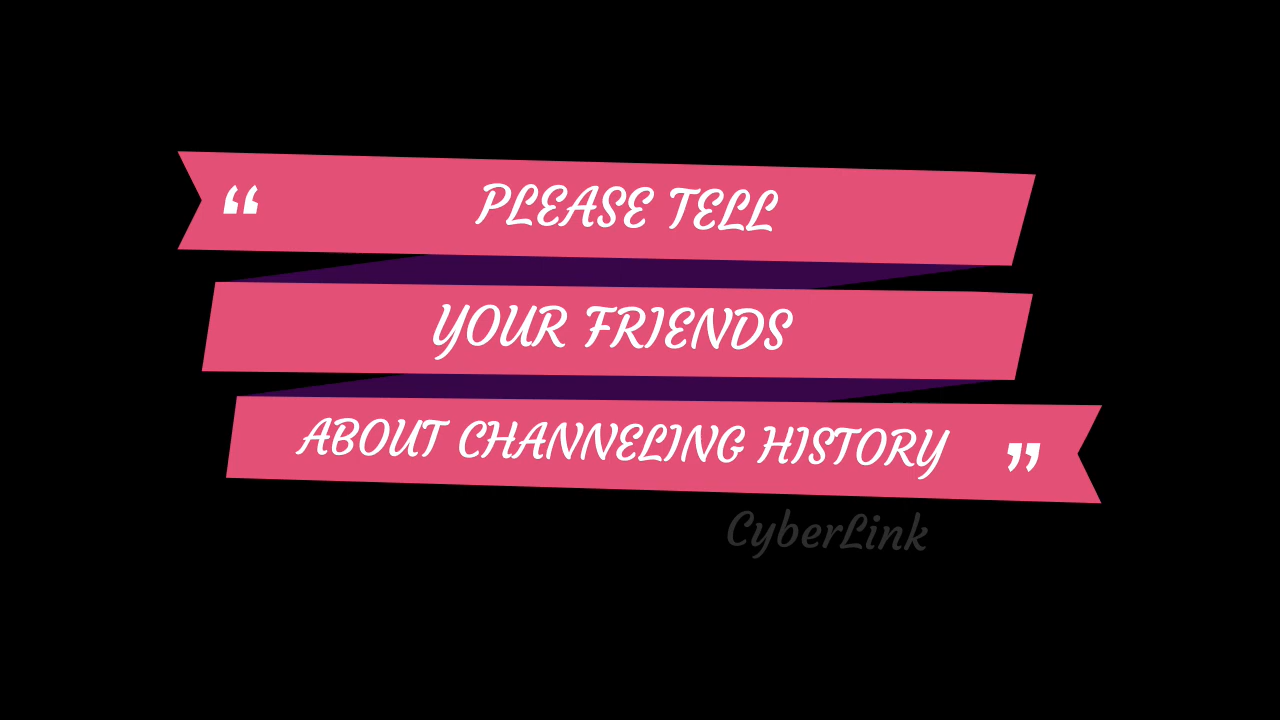 “ PLEASE TELL
YOUR FRIENDS
ABOUT CHANNELING HISTORY ”
CyberLink